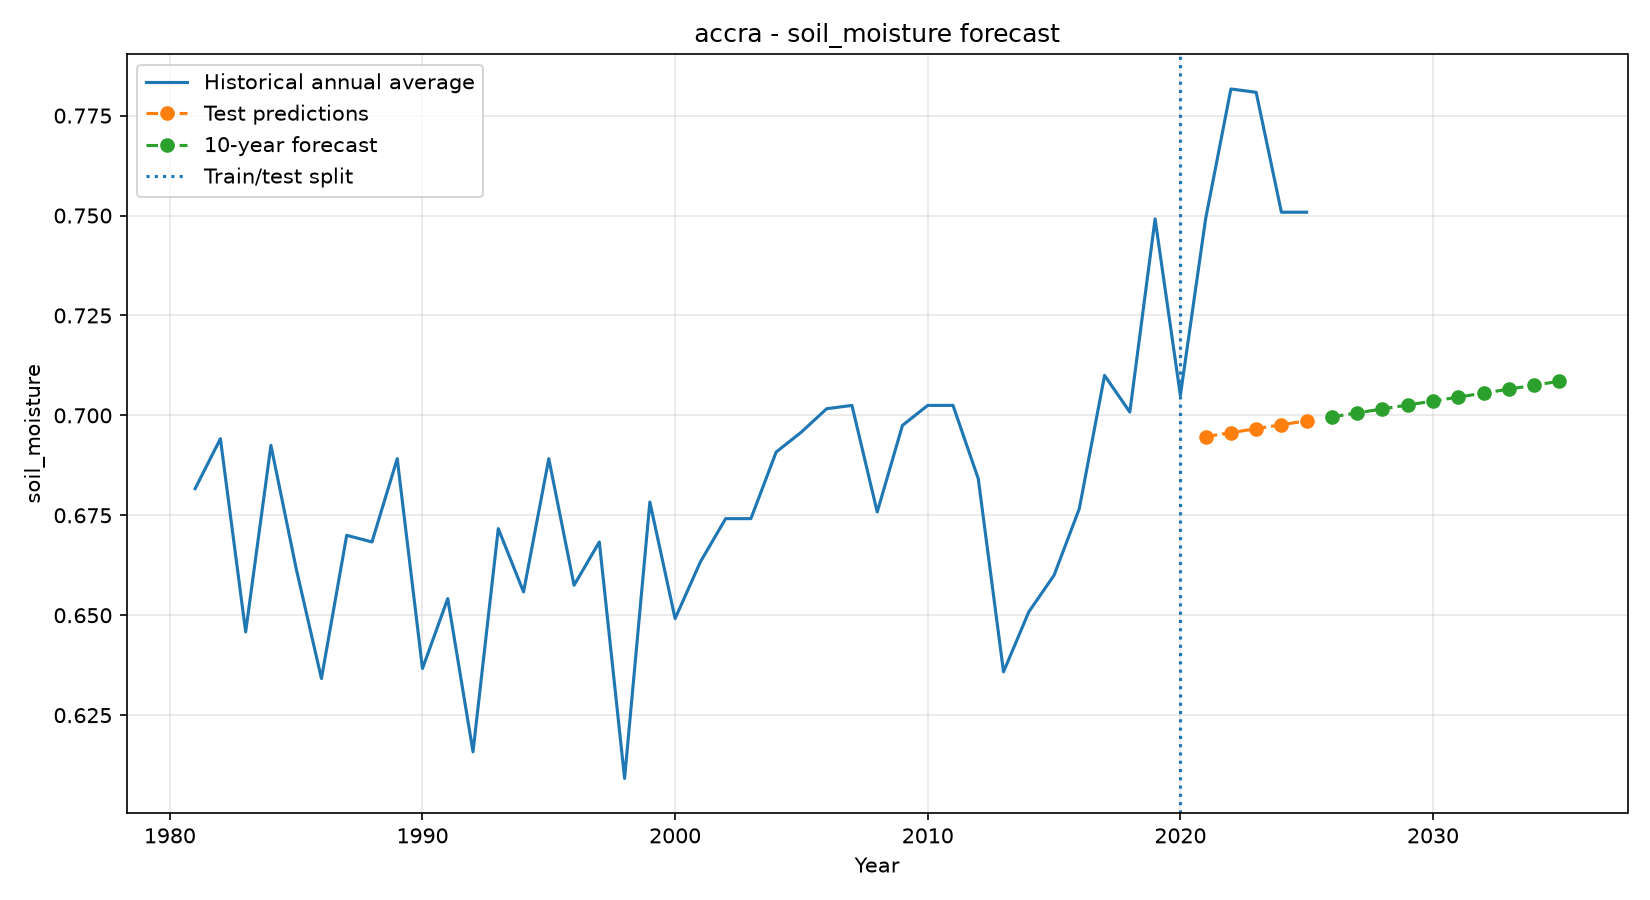 accra - soil_moisture forecast
Historical annual average
Test predictions
10-year forecast
Train/test split
0.775
0.750
0.725
0.700
0.675
0.650
0.625
soil_moisture
1980 1990 2000 2010 2020 2030
Year